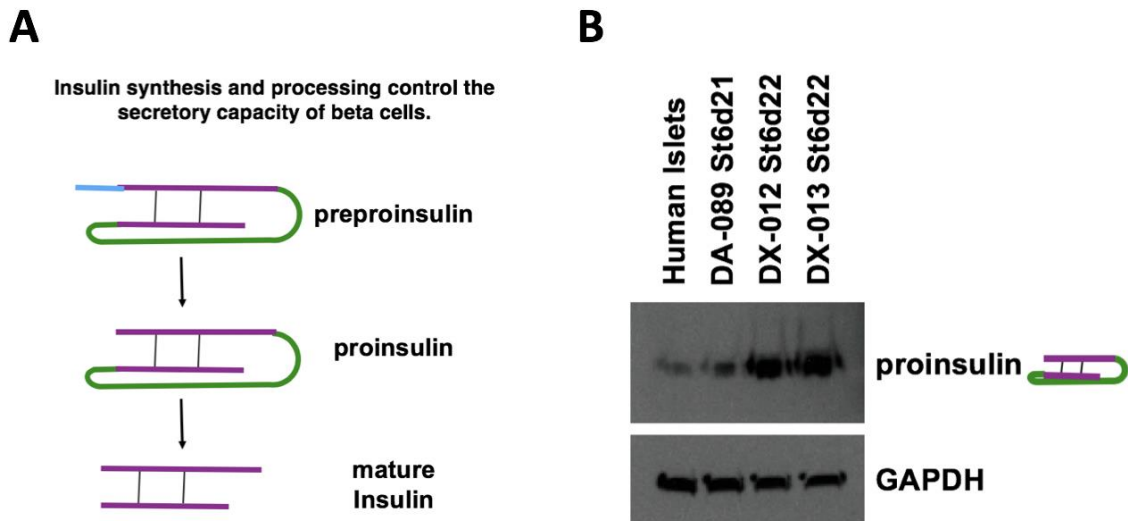 A
Insulin synthesis and processing control the
secretory capacity of beta cells.
preproinsulin
proinsulin
mature
Insulin
B
Human Islets
DA-089 St6d21
DX-012 St6d22
DX-013 St6d22
proinsulin
GAPDH